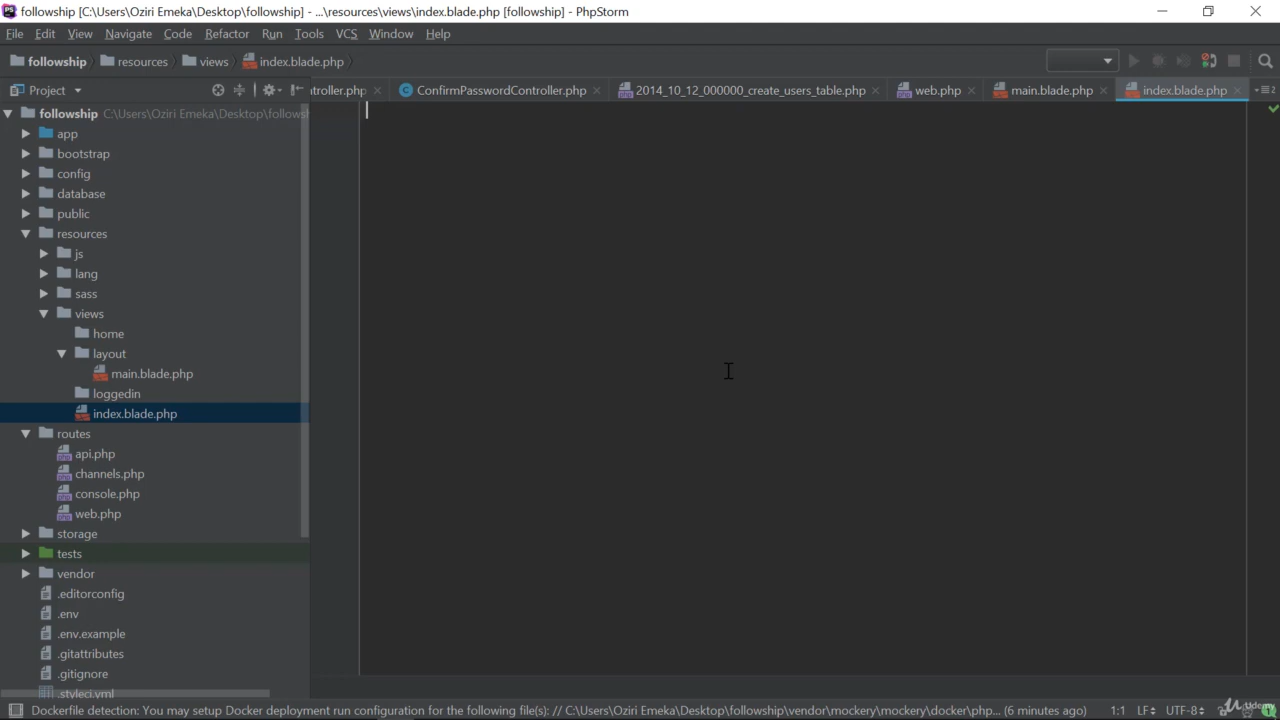 followship [C:\Users\Oziri Emeka\Desktop\followship] - ...\resources\views\index.blade.php [followship] - PhpStorm
File Edit View Navigate Code Refactor Run Tools VCS Window Help
followship resources views index.blade.php
Project
ntroller.php ConfirmPasswordController.php 2014_10_12_000000_create_users_table.php web.php main.blade.php index.blade.php
followship C:\Users\Oziri Emeka\Desktop\followsh
app
bootstrap
config
database
public
resources
js
lang
sass
views
home
layout
main.blade.php
loggedin
index.blade.php
routes
api.php
channels.php
console.php
web.php
storage
tests
vendor
.editorconfig
.env
.env.example
.gitattributes
.gitignore
.styleci.yml
Dockerfile detection: You may setup Docker deployment run configuration for the following file(s): // C:\Users\Oziri Emeka\Desktop\followship\vendor\mockery\mockery\docker\php... (6 minutes ago) 1:1 LF UTF-8
Udemy